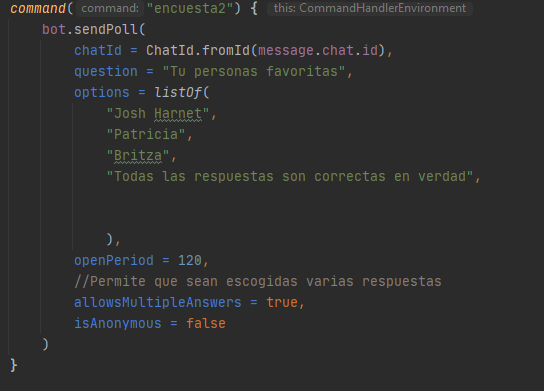 command( command: "encuesta2") { this: CommandHandlerEnvironment
bot.sendPoll(
chatId = ChatId.fromId(message.chat.id),
question = "Tu personas favoritas",
options = listOf(
"Josh Harnet",
"Patricia",
"Britza",
"Todas las respuestas son correctas en verdad",
),
openPeriod = 120,
//Permite que sean escogidas varias respuestas
allowsMultipleAnswers = true,
isAnonymous = false
)
}